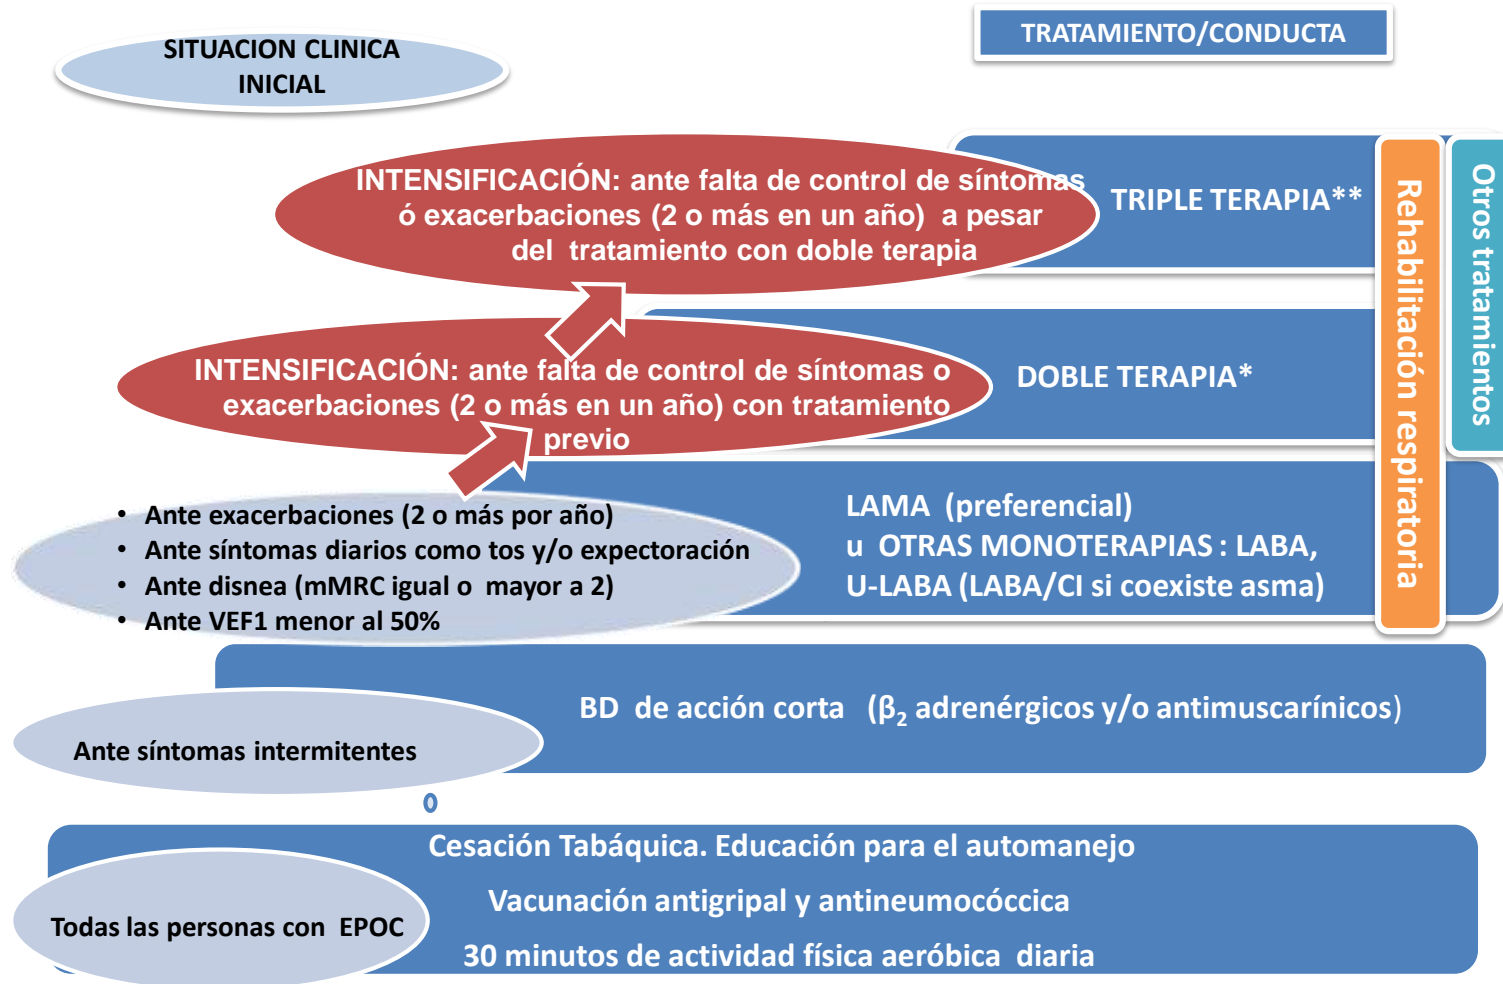 SITUACION CLINICA
INICIAL
TRATAMIENTO/CONDUCTA
INTENSIFICACIÓN: ante falta de control de síntomas
ó exacerbaciones (2 o más en un año) a pesar
del tratamiento con doble terapia
TRIPLE TERAPIA**
INTENSIFICACIÓN: ante falta de control de síntomas o
exacerbaciones (2 o más en un año) con tratamiento
previo
DOBLE TERAPIA*
Rehabilitación respiratoria
Otros tratamientos
• Ante exacerbaciones (2 o más por año)
• Ante síntomas diarios como tos y/o expectoración
• Ante disnea (mMRC igual o mayor a 2)
• Ante VEF1 menor al 50%
LAMA (preferencial)
u OTRAS MONOTERAPIAS : LABA,
U-LABA (LABA/CI si coexiste asma)
Ante síntomas intermitentes
BD de acción corta (β₂ adrenérgicos y/o antimuscarínicos)
Todas las personas con EPOC
Cesación Tabáquica. Educación para el automanejo
Vacunación antigripal y antineumocóccica
30 minutos de actividad física aeróbica diaria